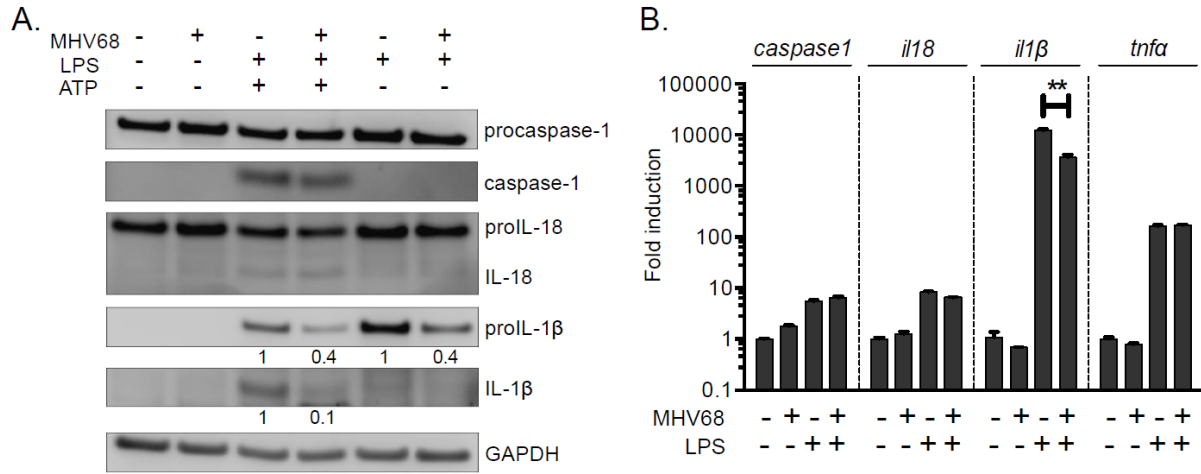 A.
MHV68 - + - + - +
LPS - - + + + +
ATP - - + + - -
procaspase-1
caspase-1
proIL-18
IL-18
proIL-1β
1 0.4 1 0.4
IL-1β
1 0.1
GAPDH
B.
caspase1 il18 il1β tnfα
**
Fold induction
100000
10000
1000
100
10
1
0.1
MHV68 - + - + - + - + - + - + - + - +
LPS - - + + - - + + - - + + - - + +